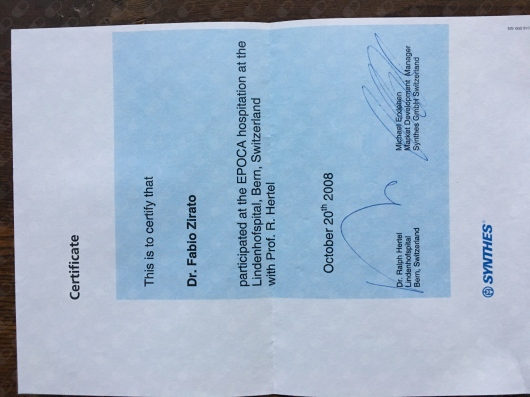 Certificate
This is to certify that
Dr. Fabio Zirato
participated at the EPOCA hospitation at the
Lindenhofspital, Bern, Switzerland
with Prof. R. Hertel
October 20th 2008
Dr. Ralph Hertel
Lindenhofspital
Bern, Switzerland
Michael
Market Development Manager
Synthes GmbH Switzerland
SYNTHES®